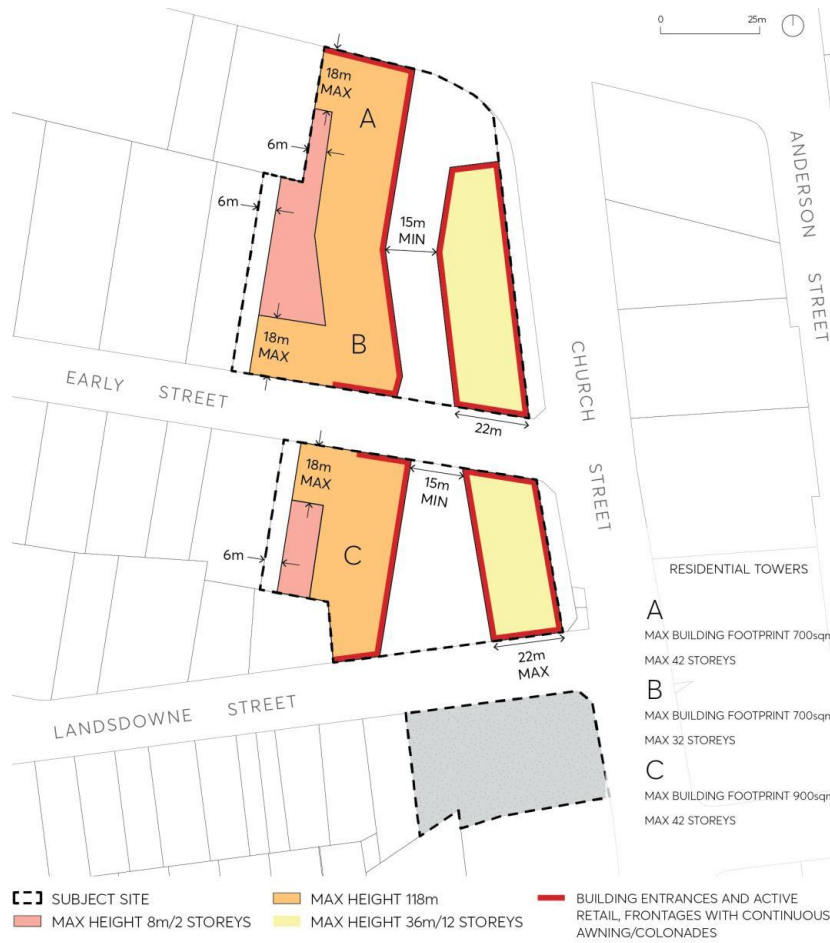 0 25m
18m
MAX
A
6m
6m
15m
MIN
18m
MAX
B
22m
EARLY STREET
CHURCH STREET
ANDERSON STREET
18m
MAX
15m
MIN
6m
C
22m
MAX
LANDSDOWNE STREET
RESIDENTIAL TOWERS
A
MAX BUILDING FOOTPRINT 700sqm
MAX 42 STOREYS
B
MAX BUILDING FOOTPRINT 700sqm
MAX 32 STOREYS
C
MAX BUILDING FOOTPRINT 900sqm
MAX 42 STOREYS
SUBJECT SITE
MAX HEIGHT 8m/2 STOREYS
MAX HEIGHT 118m
MAX HEIGHT 36m/12 STOREYS
BUILDING ENTRANCES AND ACTIVE
RETAIL, FRONTAGES WITH CONTINUOUS
AWNING/COLONADES